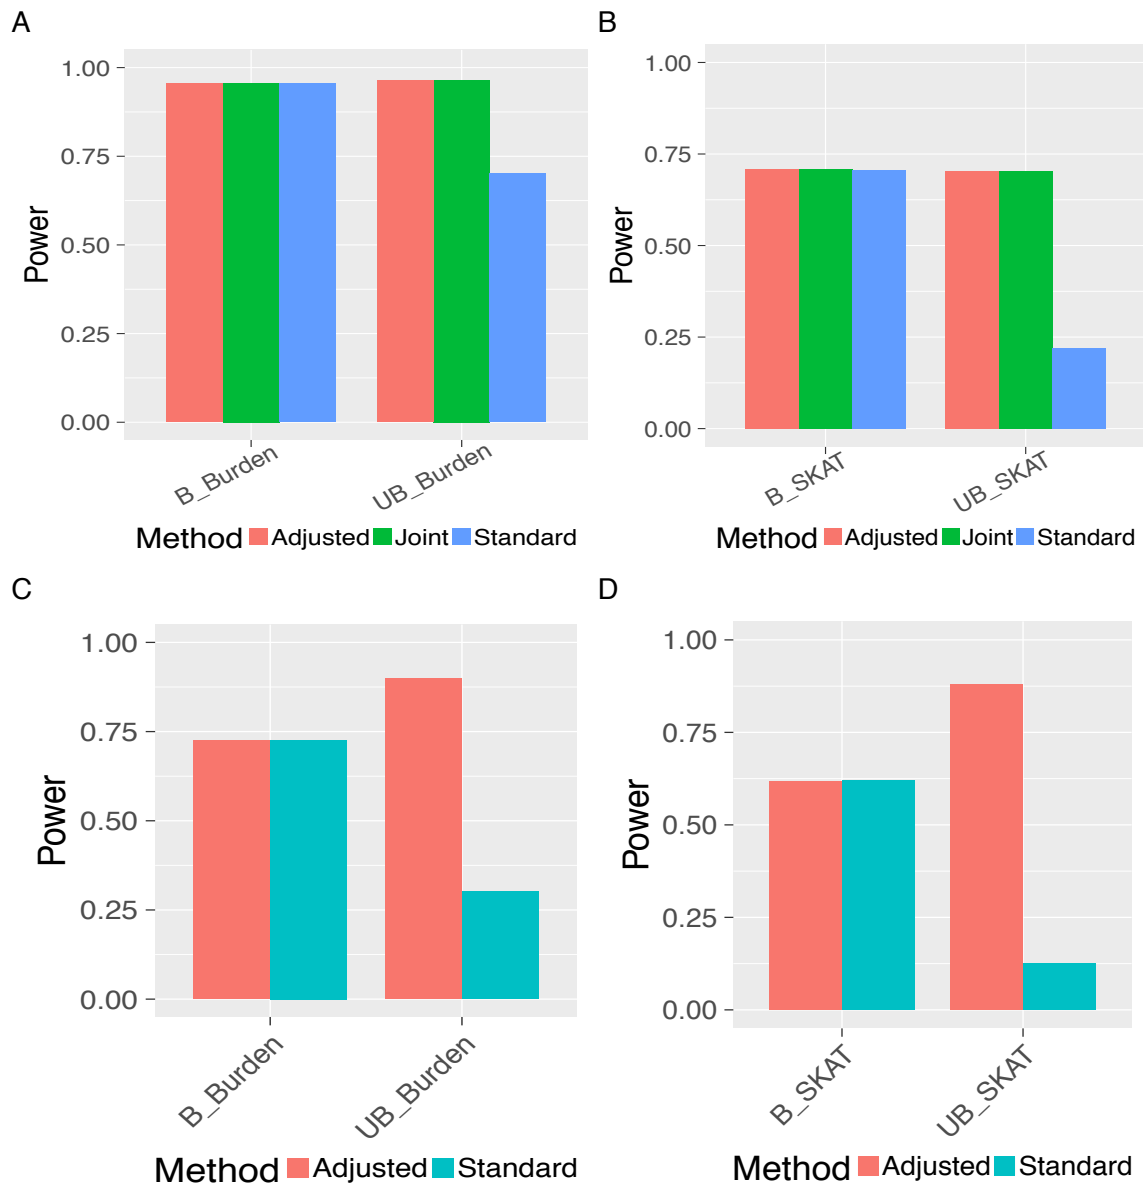 A
1.00
0.75
0.50
0.25
0.00
Power
B_Burden
UB_Burden
Method Adjusted Joint Standard
B
1.00
0.75
0.50
0.25
0.00
Power
B_SKAT
UB_SKAT
Method Adjusted Joint Standard
C
1.00
0.75
0.50
0.25
0.00
Power
B_Burden
UB_Burden
Method Adjusted Standard
D
1.00
0.75
0.50
0.25
0.00
Power
B_SKAT
UB_SKAT
Method Adjusted Standard